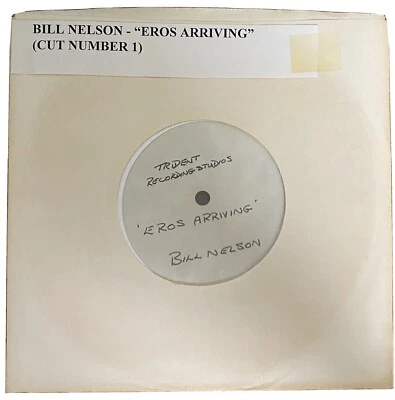 BILL NELSON - “EROS ARRIVING”
(CUT NUMBER 1)
TRIDENT
RECORDING STUDIOS
'EROS ARRIVING'
BILL NELSON